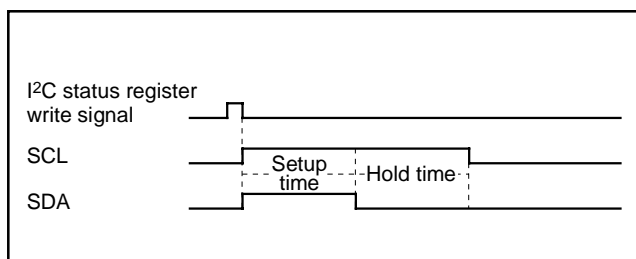 I²C status register
write signal
SCL
Setup
time
Hold time
SDA